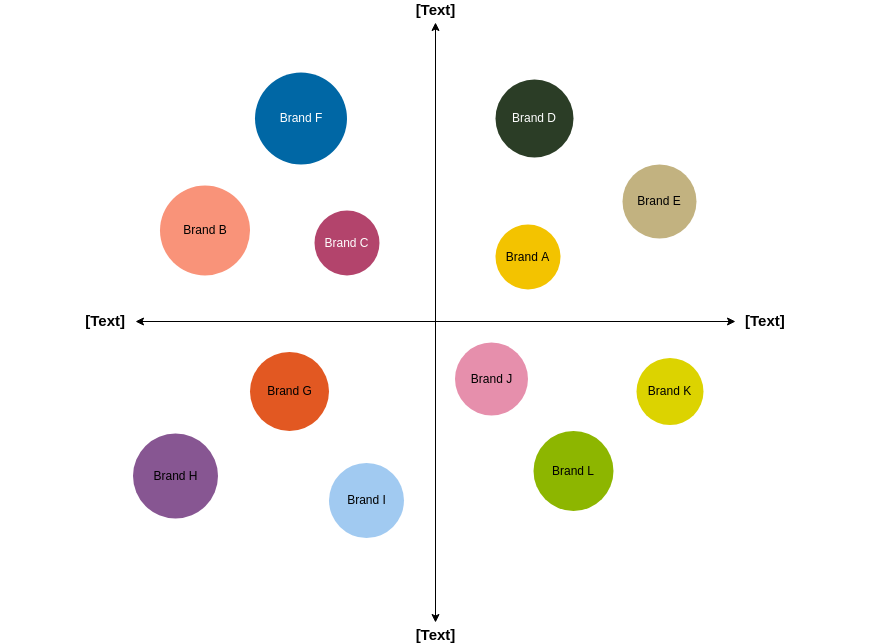 [Text]
Brand F
Brand D
Brand E
Brand B
Brand C
Brand A
[Text]
[Text]
Brand J
Brand G
Brand K
Brand L
Brand H
Brand I
[Text]